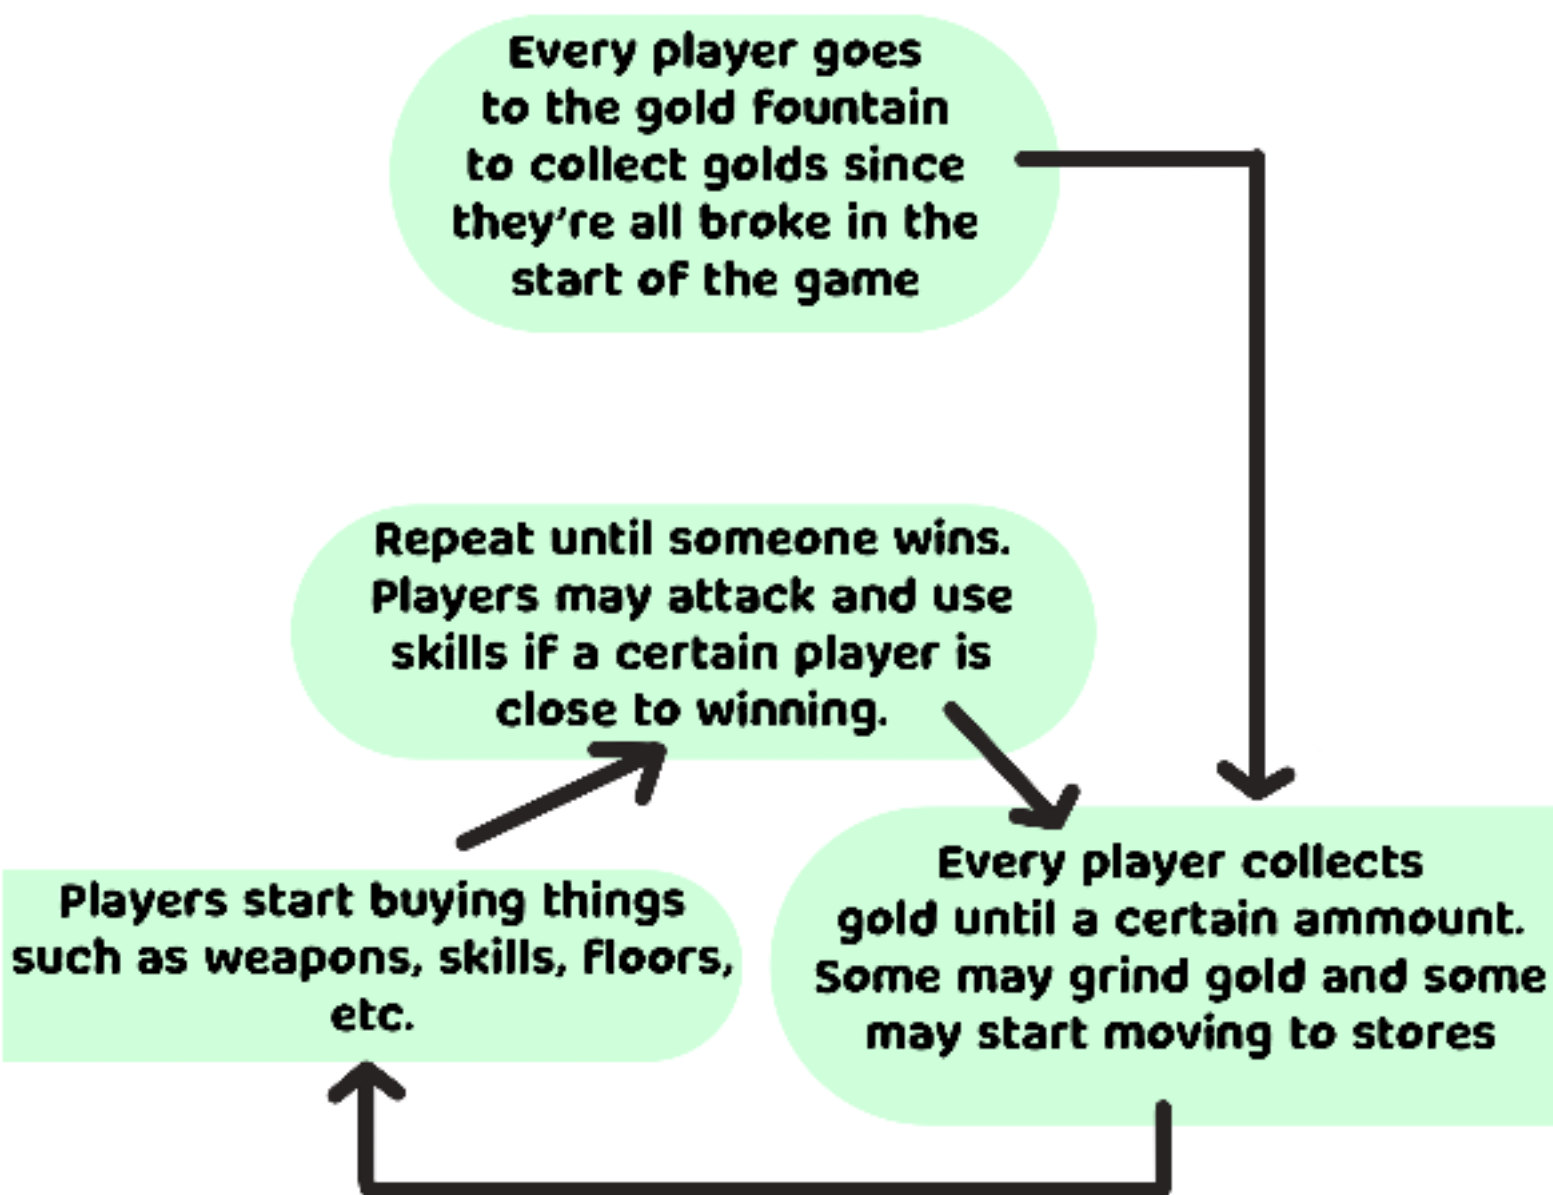 Every player goes
to the gold fountain
to collect golds since
they're all broke in the
start of the game
Repeat until someone wins.
Players may attack and use
skills if a certain player is
close to winning.
Every player collects
gold until a certain ammount.
Some may grind gold and some
may start moving to stores
Players start buying things
such as weapons, skills, floors,
etc.